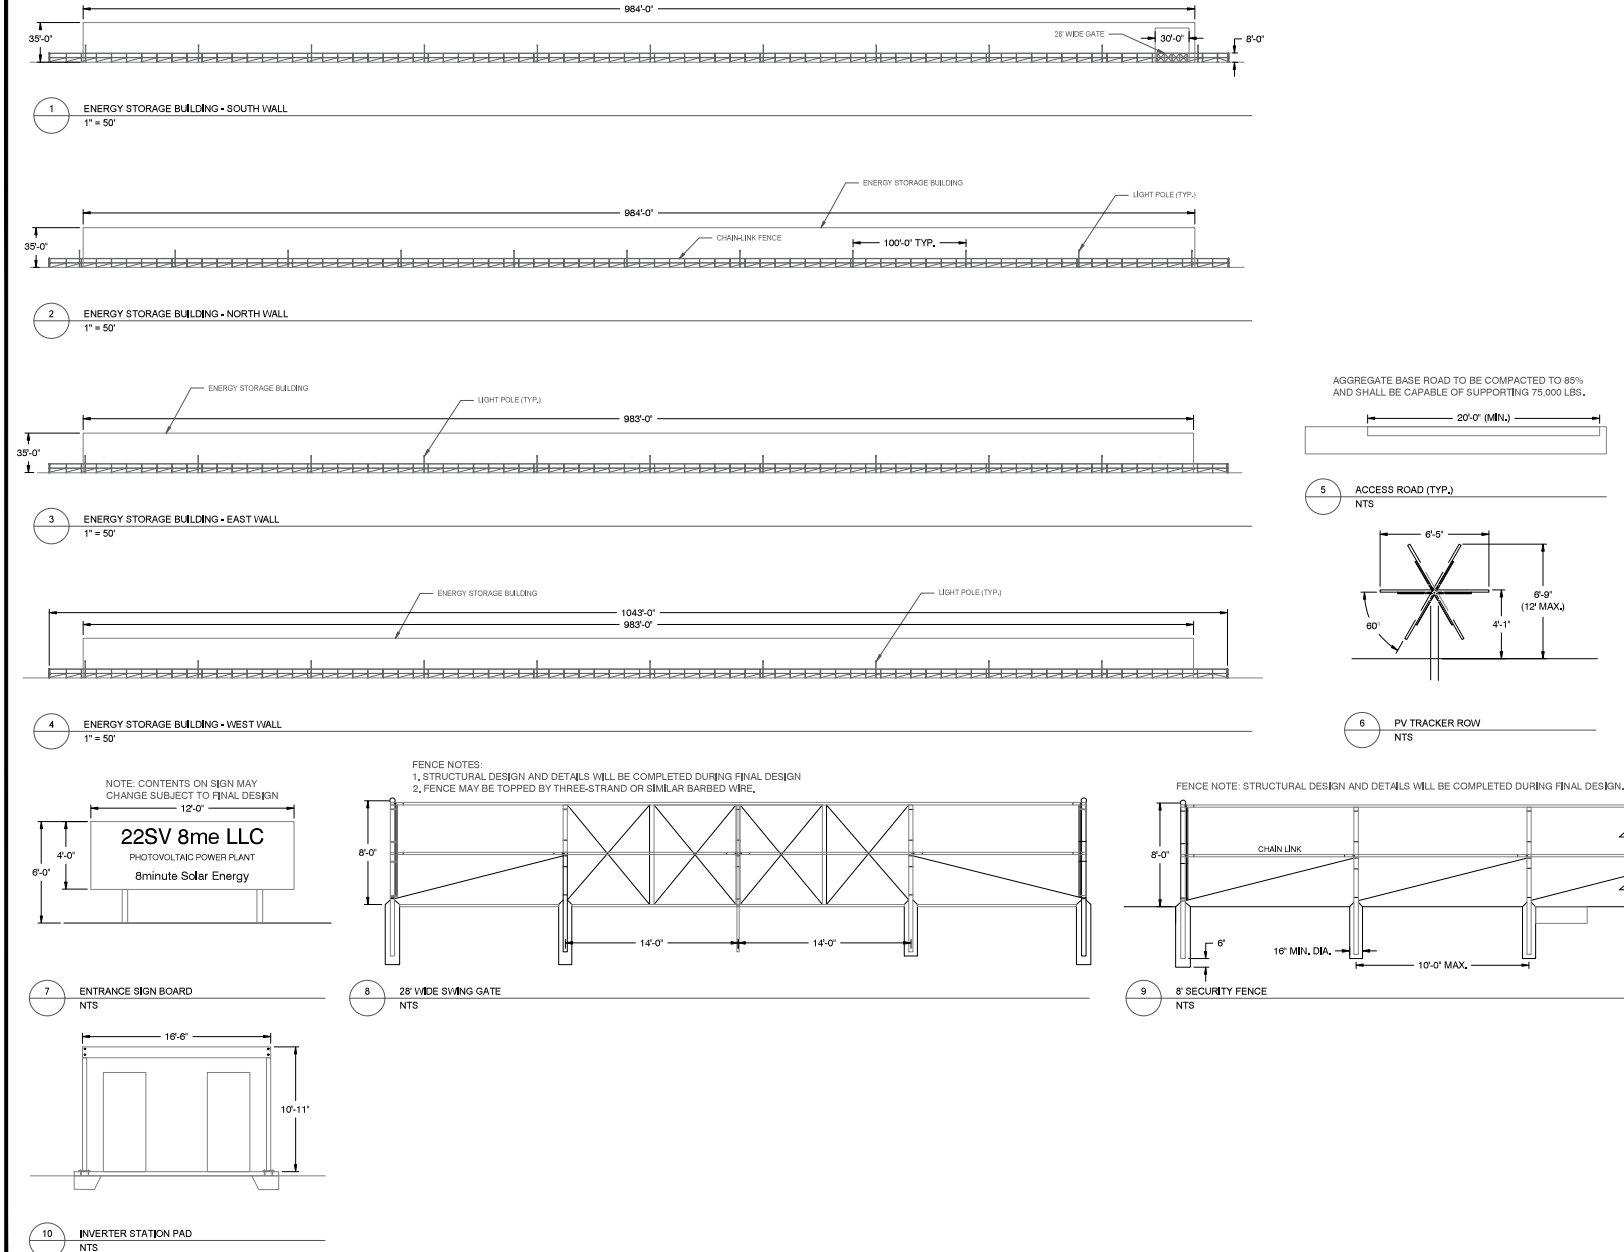 984'-0"
35'-0"
28' WIDE GATE
30'-0"
8'-0"
1
ENERGY STORAGE BUILDING - SOUTH WALL
1" = 50'
ENERGY STORAGE BUILDING
LIGHT POLE (TYP.)
984'-0"
35'-0"
CHAIN-LINK FENCE
100'-0" TYP.
2
ENERGY STORAGE BUILDING - NORTH WALL
1" = 50'
ENERGY STORAGE BUILDING
LIGHT POLE (TYP.)
983'-0"
35'-0"
3
ENERGY STORAGE BUILDING - EAST WALL
1" = 50'
AGGREGATE BASE ROAD TO BE COMPACTED TO 85%
AND SHALL BE CAPABLE OF SUPPORTING 75,000 LBS.
20'-0" (MIN.)
5
ACCESS ROAD (TYP.)
NTS
ENERGY STORAGE BUILDING
LIGHT POLE (TYP.)
1043'-0"
983'-0"
4
ENERGY STORAGE BUILDING - WEST WALL
1" = 50'
6'-5"
6'-9"
(12' MAX.)
4'-1"
60°
6
PV TRACKER ROW
NTS
NOTE: CONTENTS ON SIGN MAY
CHANGE SUBJECT TO FINAL DESIGN
12'-0"
22SV 8me LLC
PHOTOVOLTAIC POWER PLANT
8minute Solar Energy
4'-0"
6'-0"
7
ENTRANCE SIGN BOARD
NTS
FENCE NOTES:
1. STRUCTURAL DESIGN AND DETAILS WILL BE COMPLETED DURING FINAL DESIGN
2. FENCE MAY BE TOPPED BY THREE-STRAND OR SIMILAR BARBED WIRE.
8'-0"
14'-0"
14'-0"
8
28' WIDE SWING GATE
NTS
FENCE NOTE: STRUCTURAL DESIGN AND DETAILS WILL BE COMPLETED DURING FINAL DESIGN.
8'-0"
CHAIN LINK
6"
16" MIN. DIA.
10'-0" MAX.
9
8' SECURITY FENCE
NTS
16'-6"
10'-11"
10
INVERTER STATION PAD
NTS